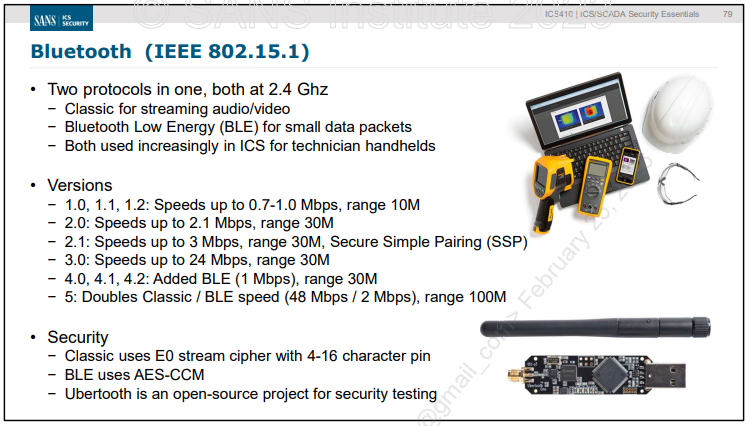 © SANS Institute 2023
SANS | ICS SECURITY
ICS410 | ICS/SCADA Security Essentials 79
Bluetooth (IEEE 802.15.1)
• Two protocols in one, both at 2.4 Ghz
− Classic for streaming audio/video
− Bluetooth Low Energy (BLE) for small data packets
− Both used increasingly in ICS for technician handhelds
• Versions
− 1.0, 1.1, 1.2: Speeds up to 0.7-1.0 Mbps, range 10M
− 2.0: Speeds up to 2.1 Mbps, range 30M
− 2.1: Speeds up to 3 Mbps, range 30M, Secure Simple Pairing (SSP)
− 3.0: Speeds up to 24 Mbps, range 30M
− 4.0, 4.1, 4.2: Added BLE (1 Mbps), range 30M
− 5: Doubles Classic / BLE speed (48 Mbps / 2 Mbps), range 100M
• Security
− Classic uses E0 stream cipher with 4-16 character pin
− BLE uses AES-CCM
− Ubertooth is an open-source project for security testing
@gmail_com> February